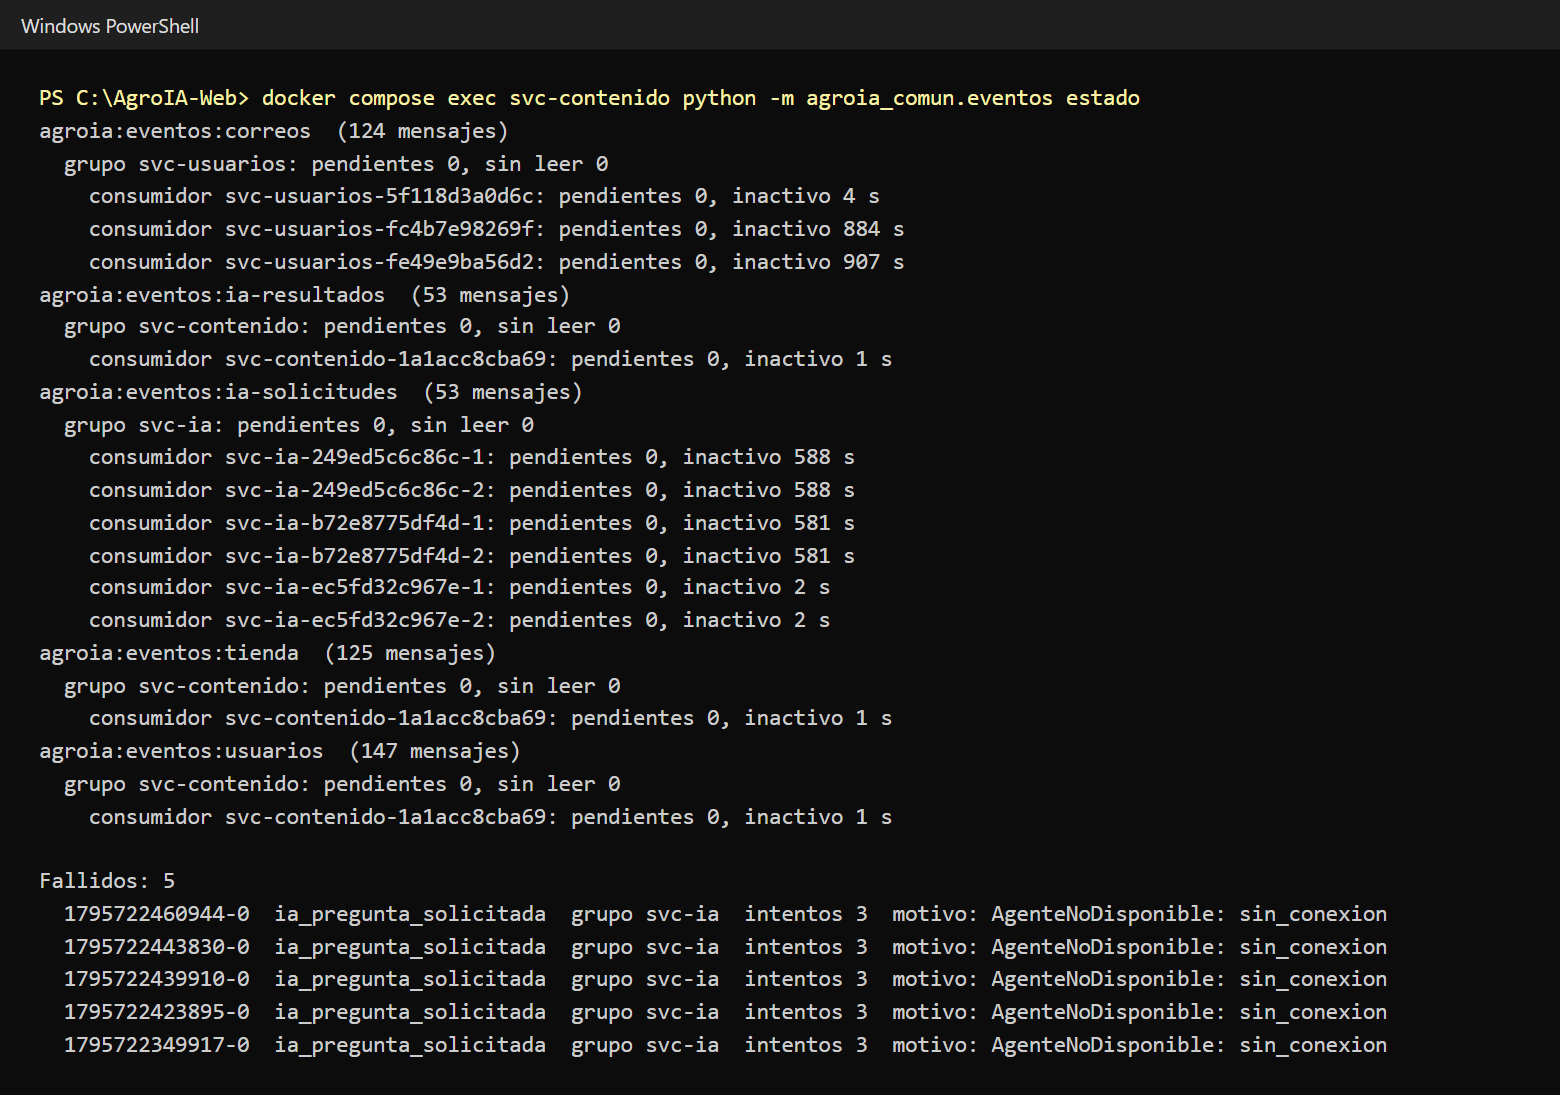 Windows PowerShell
PS C:\AgroIA-Web> docker compose exec svc-contenido python -m agroia_comun.eventos estado
agroia:eventos:correos  (124 mensajes)
  grupo svc-usuarios: pendientes 0, sin leer 0
    consumidor svc-usuarios-5f118d3a0d6c: pendientes 0, inactivo 4 s
    consumidor svc-usuarios-fc4b7e98269f: pendientes 0, inactivo 884 s
    consumidor svc-usuarios-fe49e9ba56d2: pendientes 0, inactivo 907 s
agroia:eventos:ia-resultados  (53 mensajes)
  grupo svc-contenido: pendientes 0, sin leer 0
    consumidor svc-contenido-1a1acc8cba69: pendientes 0, inactivo 1 s
agroia:eventos:ia-solicitudes  (53 mensajes)
  grupo svc-ia: pendientes 0, sin leer 0
    consumidor svc-ia-249ed5c6c86c-1: pendientes 0, inactivo 588 s
    consumidor svc-ia-249ed5c6c86c-2: pendientes 0, inactivo 588 s
    consumidor svc-ia-b72e8775df4d-1: pendientes 0, inactivo 581 s
    consumidor svc-ia-b72e8775df4d-2: pendientes 0, inactivo 581 s
    consumidor svc-ia-ec5fd32c967e-1: pendientes 0, inactivo 2 s
    consumidor svc-ia-ec5fd32c967e-2: pendientes 0, inactivo 2 s
agroia:eventos:tienda  (125 mensajes)
  grupo svc-contenido: pendientes 0, sin leer 0
    consumidor svc-contenido-1a1acc8cba69: pendientes 0, inactivo 1 s
agroia:eventos:usuarios  (147 mensajes)
  grupo svc-contenido: pendientes 0, sin leer 0
    consumidor svc-contenido-1a1acc8cba69: pendientes 0, inactivo 1 s
Fallidos: 5
  1795722460944-0  ia_pregunta_solicitada  grupo svc-ia  intentos 3  motivo: AgenteNoDisponible: sin_conexion
  1795722443830-0  ia_pregunta_solicitada  grupo svc-ia  intentos 3  motivo: AgenteNoDisponible: sin_conexion
  1795722439910-0  ia_pregunta_solicitada  grupo svc-ia  intentos 3  motivo: AgenteNoDisponible: sin_conexion
  1795722423895-0  ia_pregunta_solicitada  grupo svc-ia  intentos 3  motivo: AgenteNoDisponible: sin_conexion
  1795722349917-0  ia_pregunta_solicitada  grupo svc-ia  intentos 3  motivo: AgenteNoDisponible: sin_conexion